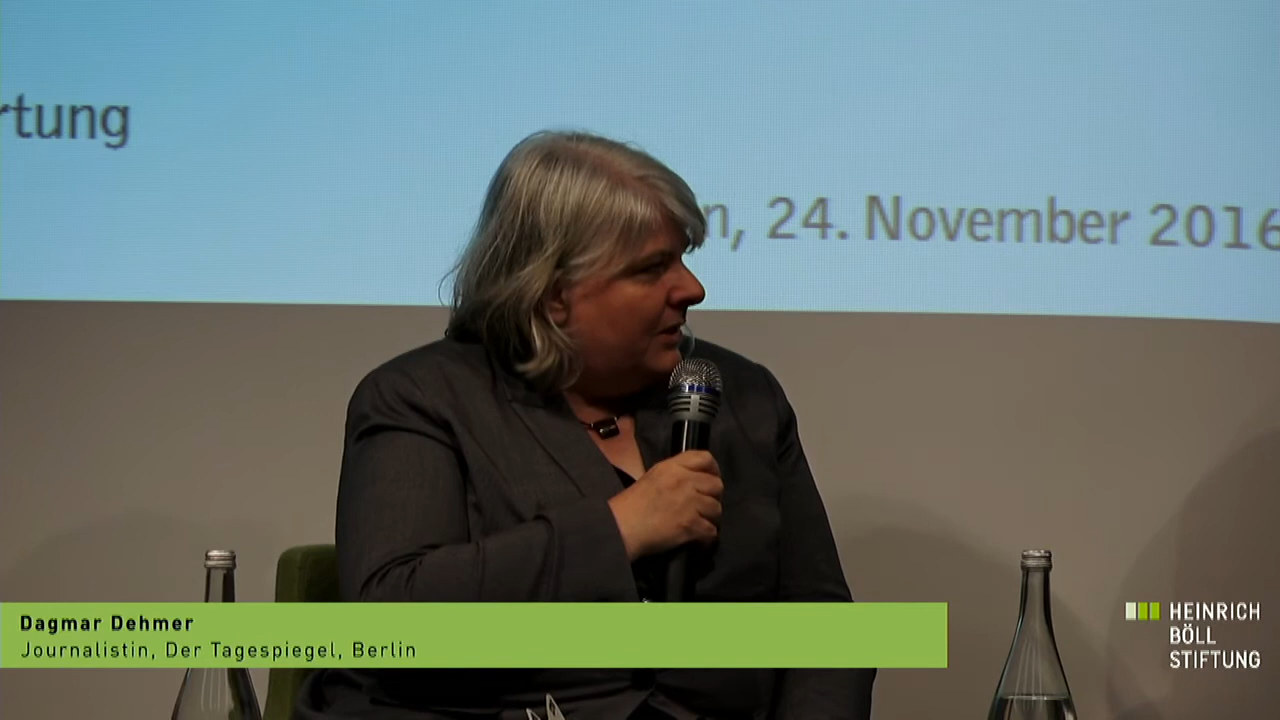 rtung
n, 24. November 2016
Dagmar Dehmer
Journalistin, Der Tagespiegel, Berlin
HEINRICH
BÖLL
STIFTUNG